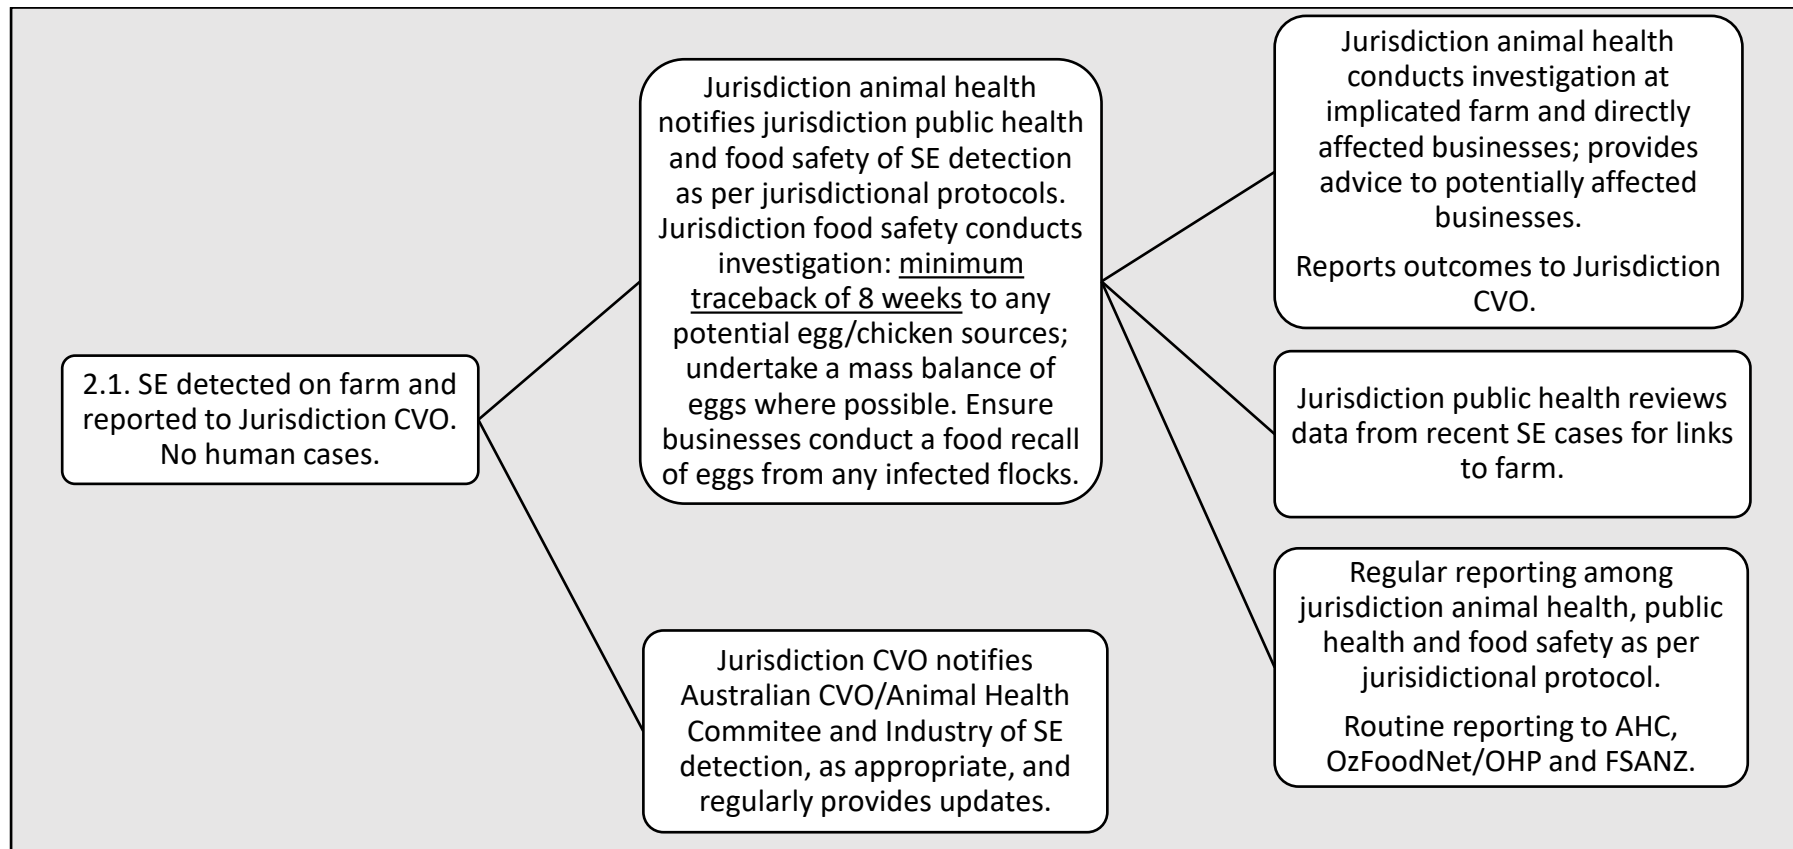 2.1. SE detected on farm and
reported to Jurisdiction CVO.
No human cases.
Jurisdiction animal health
notifies jurisdiction public health
and food safety of SE detection
as per jurisdictional protocols.
Jurisdiction food safety conducts
investigation: minimum
traceback of 8 weeks to any
potential egg/chicken sources;
undertake a mass balance of
eggs where possible. Ensure
businesses conduct a food recall
of eggs from any infected flocks.
Jurisdiction CVO notifies
Australian CVO/Animal Health
Commitee and Industry of SE
detection, as appropriate, and
regularly provides updates.
Jurisdiction animal health
conducts investigation at
implicated farm and directly
affected businesses; provides
advice to potentially affected
businesses.
Reports outcomes to Jurisdiction
CVO.
Jurisdiction public health reviews
data from recent SE cases for links
to farm.
Regular reporting among
jurisdiction animal health, public
health and food safety as per
jurisidictional protocol.
Routine reporting to AHC,
OzFoodNet/OHP and FSANZ.